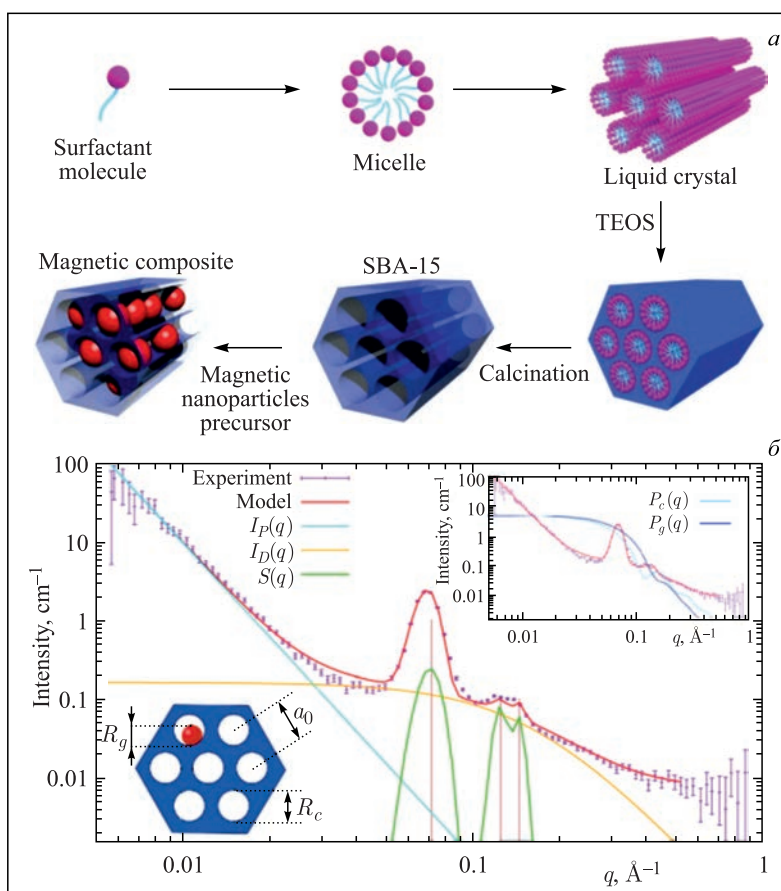 а
Surfactant
molecule
Micelle
Liquid crystal
TEOS
Magnetic composite
SBA-15
Magnetic
nanoparticles
precursor
Calcination
б
100
10
1
0.1
0.01
Intensity, cm⁻¹
Experiment
Model
I_P(q)
I_D(q)
S(q)
100
10
1
0.1
0.01
Intensity, cm⁻¹
P_c(q)
P_g(q)
0.01 0.1 1
q, Å⁻¹
R_g
a_0
R_c
0.01 0.1 1
q, Å⁻¹